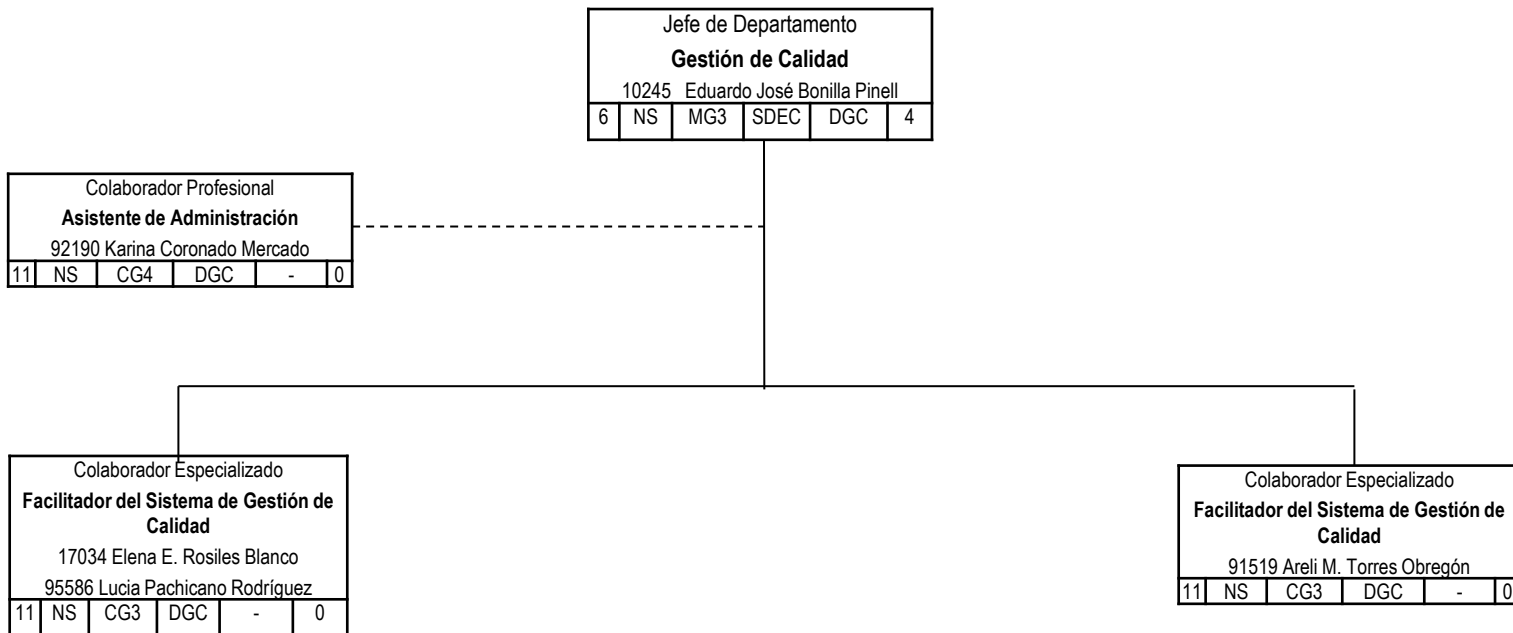 Jefe de Departamento
Gestión de Calidad
10245 Eduardo José Bonilla Pinell
6 NS MG3 SDEC DGC 4
Colaborador Profesional
Asistente de Administración
92190 Karina Coronado Mercado
11 NS CG4 DGC - 0
Colaborador Especializado
Facilitador del Sistema de Gestión de
Calidad
17034 Elena E. Rosiles Blanco
95586 Lucia Pachicano Rodríguez
11 NS CG3 DGC - 0
Colaborador Especializado
Facilitador del Sistema de Gestión de
Calidad
91519 Areli M. Torres Obregón
11 NS CG3 DGC - 0